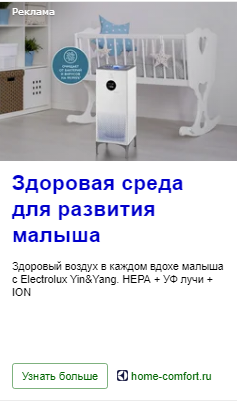 Реклама
Здоровая среда
для развития
малыша
Здоровый воздух в каждом вдохе малыша
с Electrolux Yin&Yang. HEPA + УФ лучи +
ION
Узнать больше
home-comfort.ru